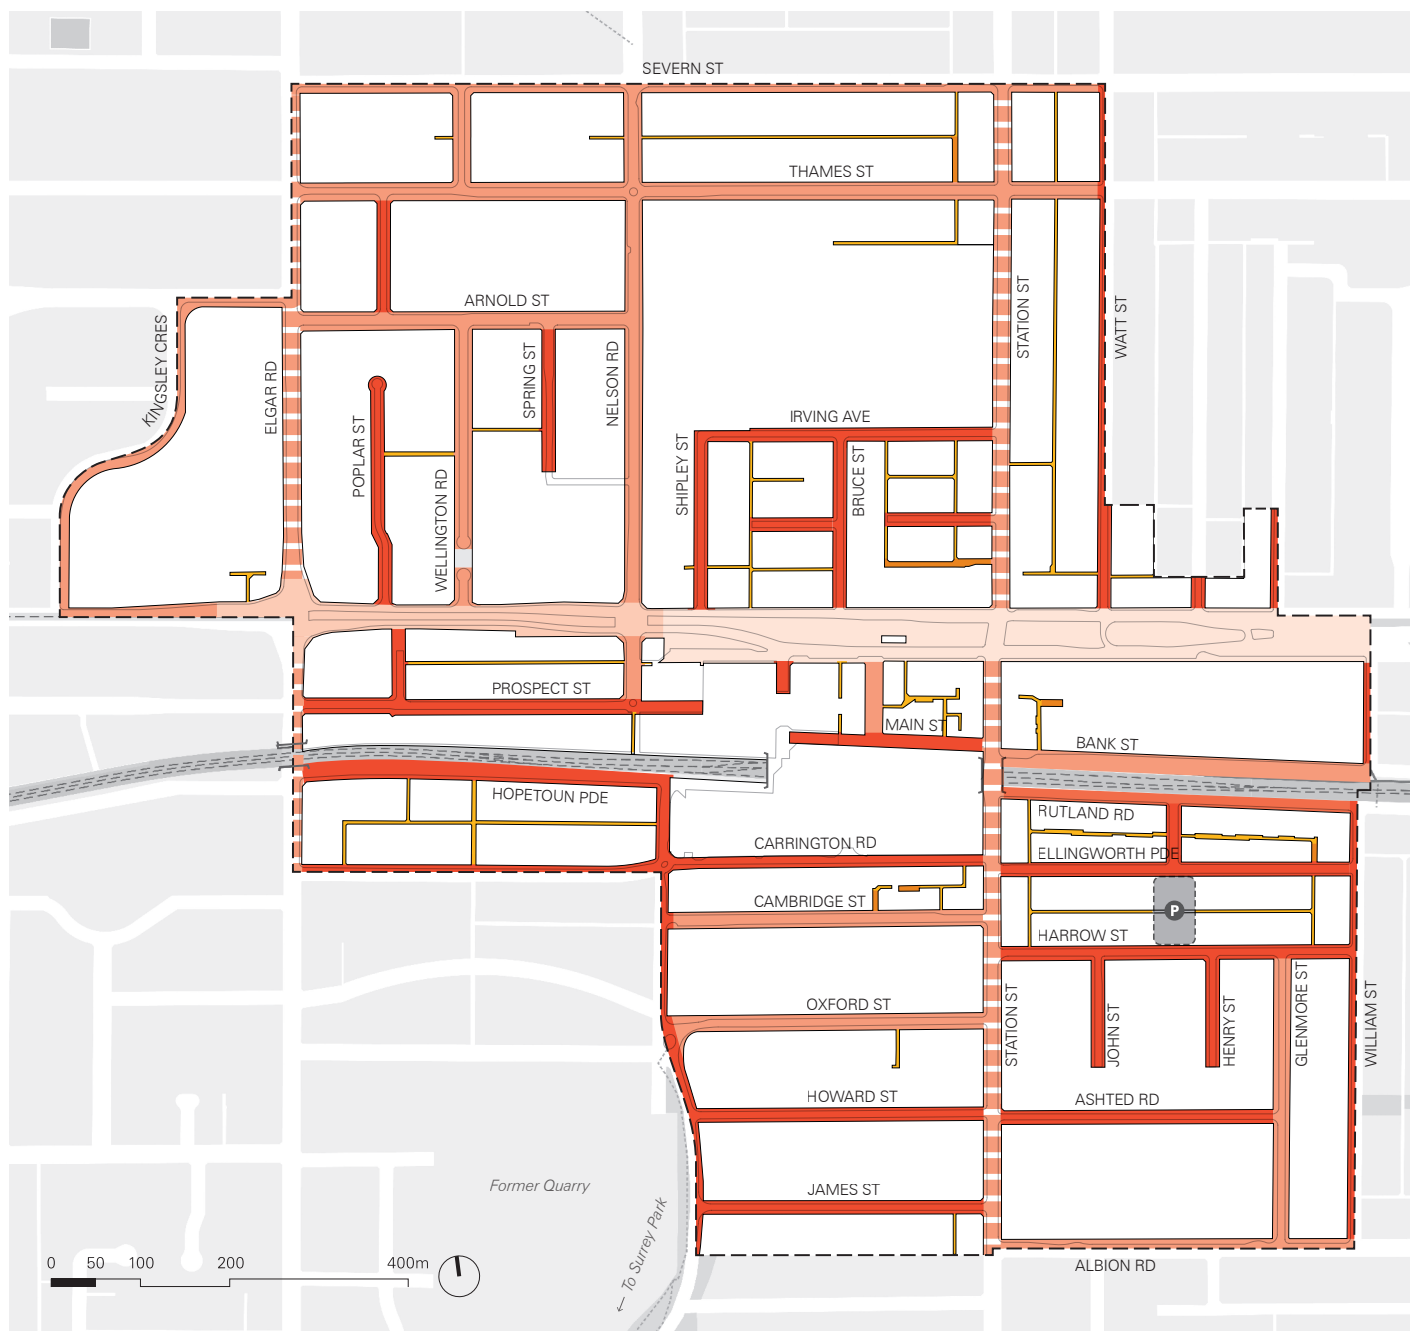 SEVERN ST
THAMES ST
ARNOLD ST
KINGSLEY CRES
ELGAR RD
POPLAR ST
WELLINGTON RD
SPRING ST
NELSON RD
SHIPLEY ST
IRVING AVE
BRUCE ST
STATION ST
WATT ST
PROSPECT ST
MAIN ST
BANK ST
HOPETOUN PDE
RUTLAND RD
CARRINGTON RD
ELLINGWORTH PDE
CAMBRIDGE ST
P
HARROW ST
OXFORD ST
STATION ST
JOHN ST
HENRY ST
GLENMORE ST
WILLIAM ST
HOWARD ST
ASHTED RD
JAMES ST
Former Quarry
← To Surrey Park
0 50 100 200 400m
ALBION RD